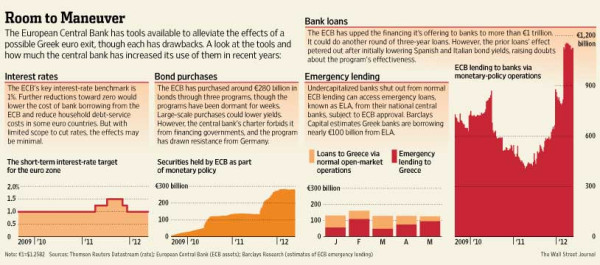 Room to Maneuver
The European Central Bank has tools available to alleviate the effects of a
possible Greek euro exit, though each has drawbacks. A look at the tools and
how much the central bank has increased its use of them in recent years:
Interest rates
The ECB's key interest-rate benchmark is
1%. Further reductions toward zero would
lower the cost of bank borrowing from the
ECB and reduce household debt-service
costs in some euro countries. But with
limited scope to cut rates, the effects may
be minimal.
The short-term interest-rate target
for the euro zone
2.0%
1.5
1.0
0.5
0
2009 '10 '11 '12
Bond purchases
The ECB has purchased around €280 billion in
bonds through three programs, though the
programs have been dormant for weeks.
Large-scale purchases could lower yields.
However, the central bank's charter forbids it
from financing governments, and the program
has drawn resistance from Germany.
Securities held by ECB as part
of monetary policy
€300 billion
200
100
0
2009 '10 '11 '12
Bank loans
The ECB has upped the financing it's offering to banks to more than €1 trillion.
It could do another round of three-year loans. However, the prior loans' effect
petered out after initially lowering Spanish and Italian bond yields, raising doubts
about the program's effectiveness.
Emergency lending
Undercapitalized banks shut out from normal
ECB lending can access emergency loans,
known as ELA, from their national central
banks, subject to ECB approval. Barclays
Capital estimates Greek banks are borrowing
nearly €100 billion from ELA.
Loans to Greece via
normal open-market
operations
Emergency
lending to
Greece
€300 billion
200
100
0
J F M A M
ECB lending to banks via
monetary-policy operations
€1,200
billion
900
600
300
0
2009 '10 '11 '12
Note: €1=$1.2582 Sources: Thomson Reuters Datastream (rate); European Central Bank (ECB assets); Barclays Research (estimates of ECB emergency lending)
The Wall Street Journal